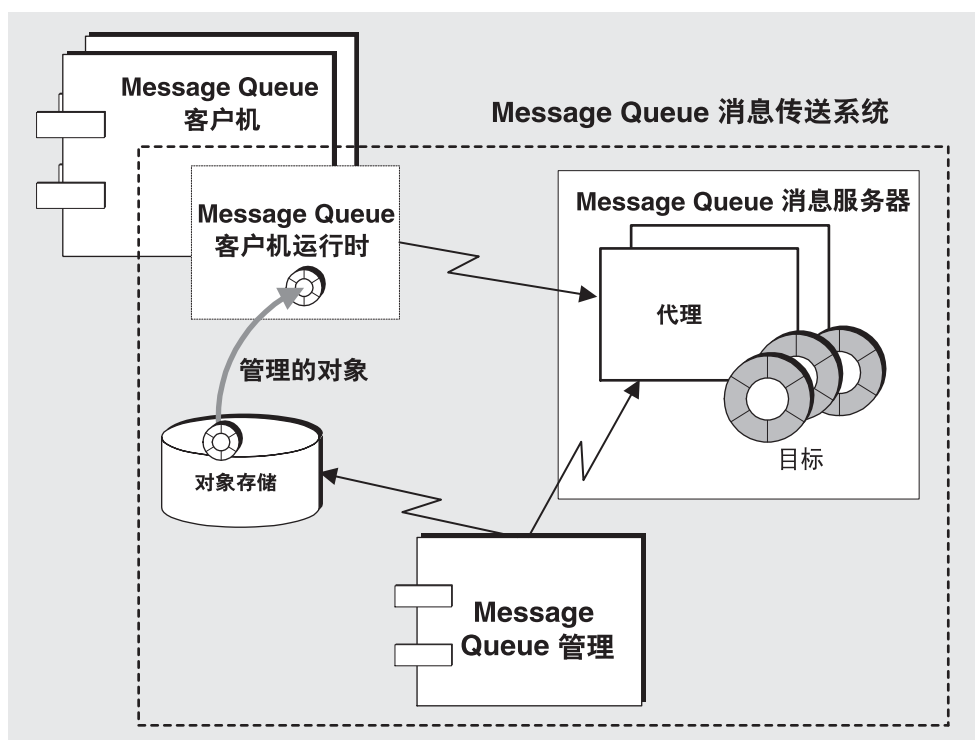 Message Queue
客户机
Message Queue 消息传送系统
Message Queue
客户机运行时
Message Queue 消息服务器
代理
管理的对象
目标
对象存储
Message
Queue 管理